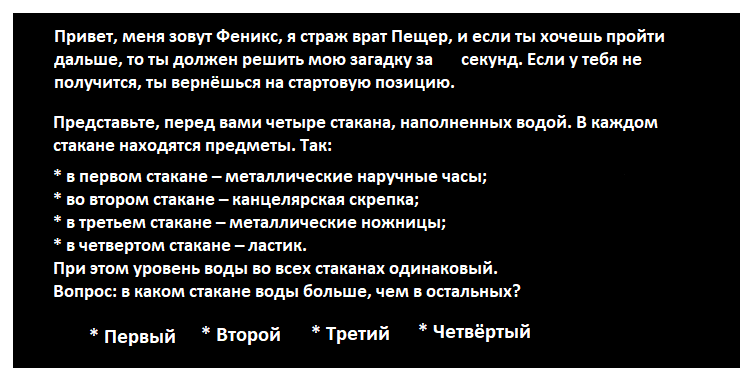 Привет, меня зовут Феникс, я страж врат Пещер, и если ты хочешь пройти
дальше, то ты должен решить мою загадку за секунд. Если у тебя не
получится, ты вернёшься на стартовую позицию.
Представьте, перед вами четыре стакана, наполненных водой. В каждом
стакане находятся предметы. Так:
* в первом стакане – металлические наручные часы;
* во втором стакане – канцелярская скрепка;
* в третьем стакане – металлические ножницы;
* в четвертом стакане – ластик.
При этом уровень воды во всех стаканах одинаковый.
Вопрос: в каком стакане воды больше, чем в остальных?
* Первый * Второй * Третий * Четвёртый